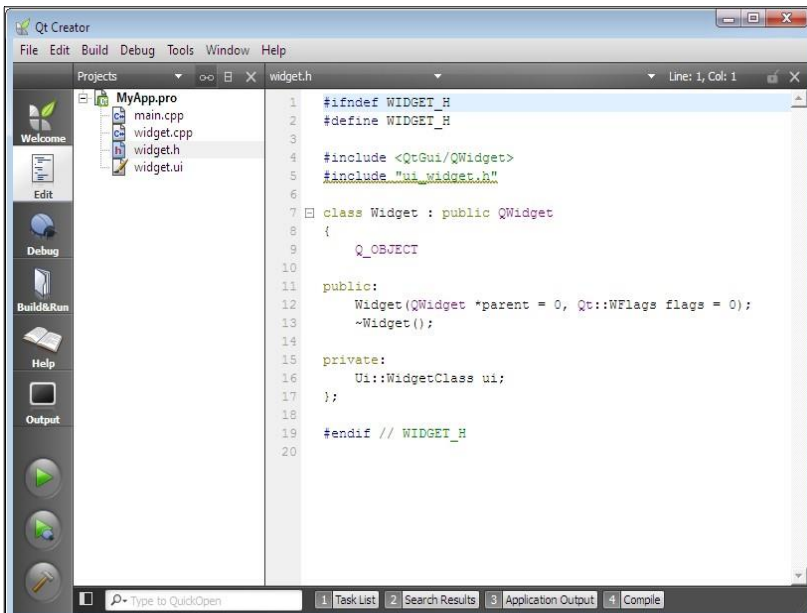 Qt Creator
File Edit Build Debug Tools Window Help
Projects
widget.h
Line: 1, Col: 1
MyApp.pro
main.cpp
widget.cpp
widget.h
widget.ui
Welcome
Edit
Debug
Build&Run
Help
Output
1 #ifndef WIDGET_H
2 #define WIDGET_H
3
4 #include <QtGui/QWidget>
5 #include "ui_widget.h"
6
7 class Widget : public QWidget
8 {
9 Q_OBJECT
10
11 public:
12 Widget(QWidget *parent = 0, Qt::WFlags flags = 0);
13 ~Widget();
14
15 private:
16 Ui::WidgetClass ui;
17 };
18
19 #endif // WIDGET_H
20
Type to QuickOpen
1 Task List 2 Search Results 3 Application Output 4 Compile